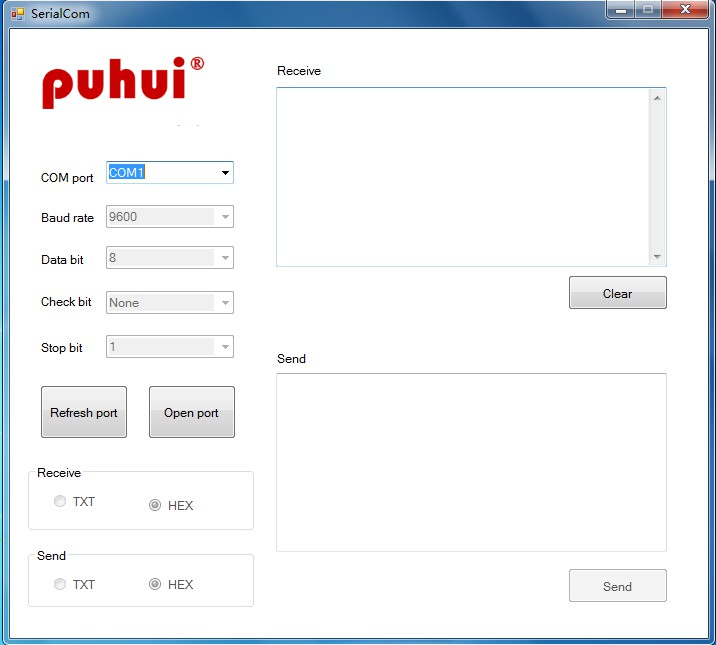 SerialCom
puhui®
COM port COM1
Baud rate 9600
Data bit 8
Check bit None
Stop bit 1
Refresh port Open port
Receive
TXT HEX
Send
TXT HEX
Receive
Clear
Send
Send